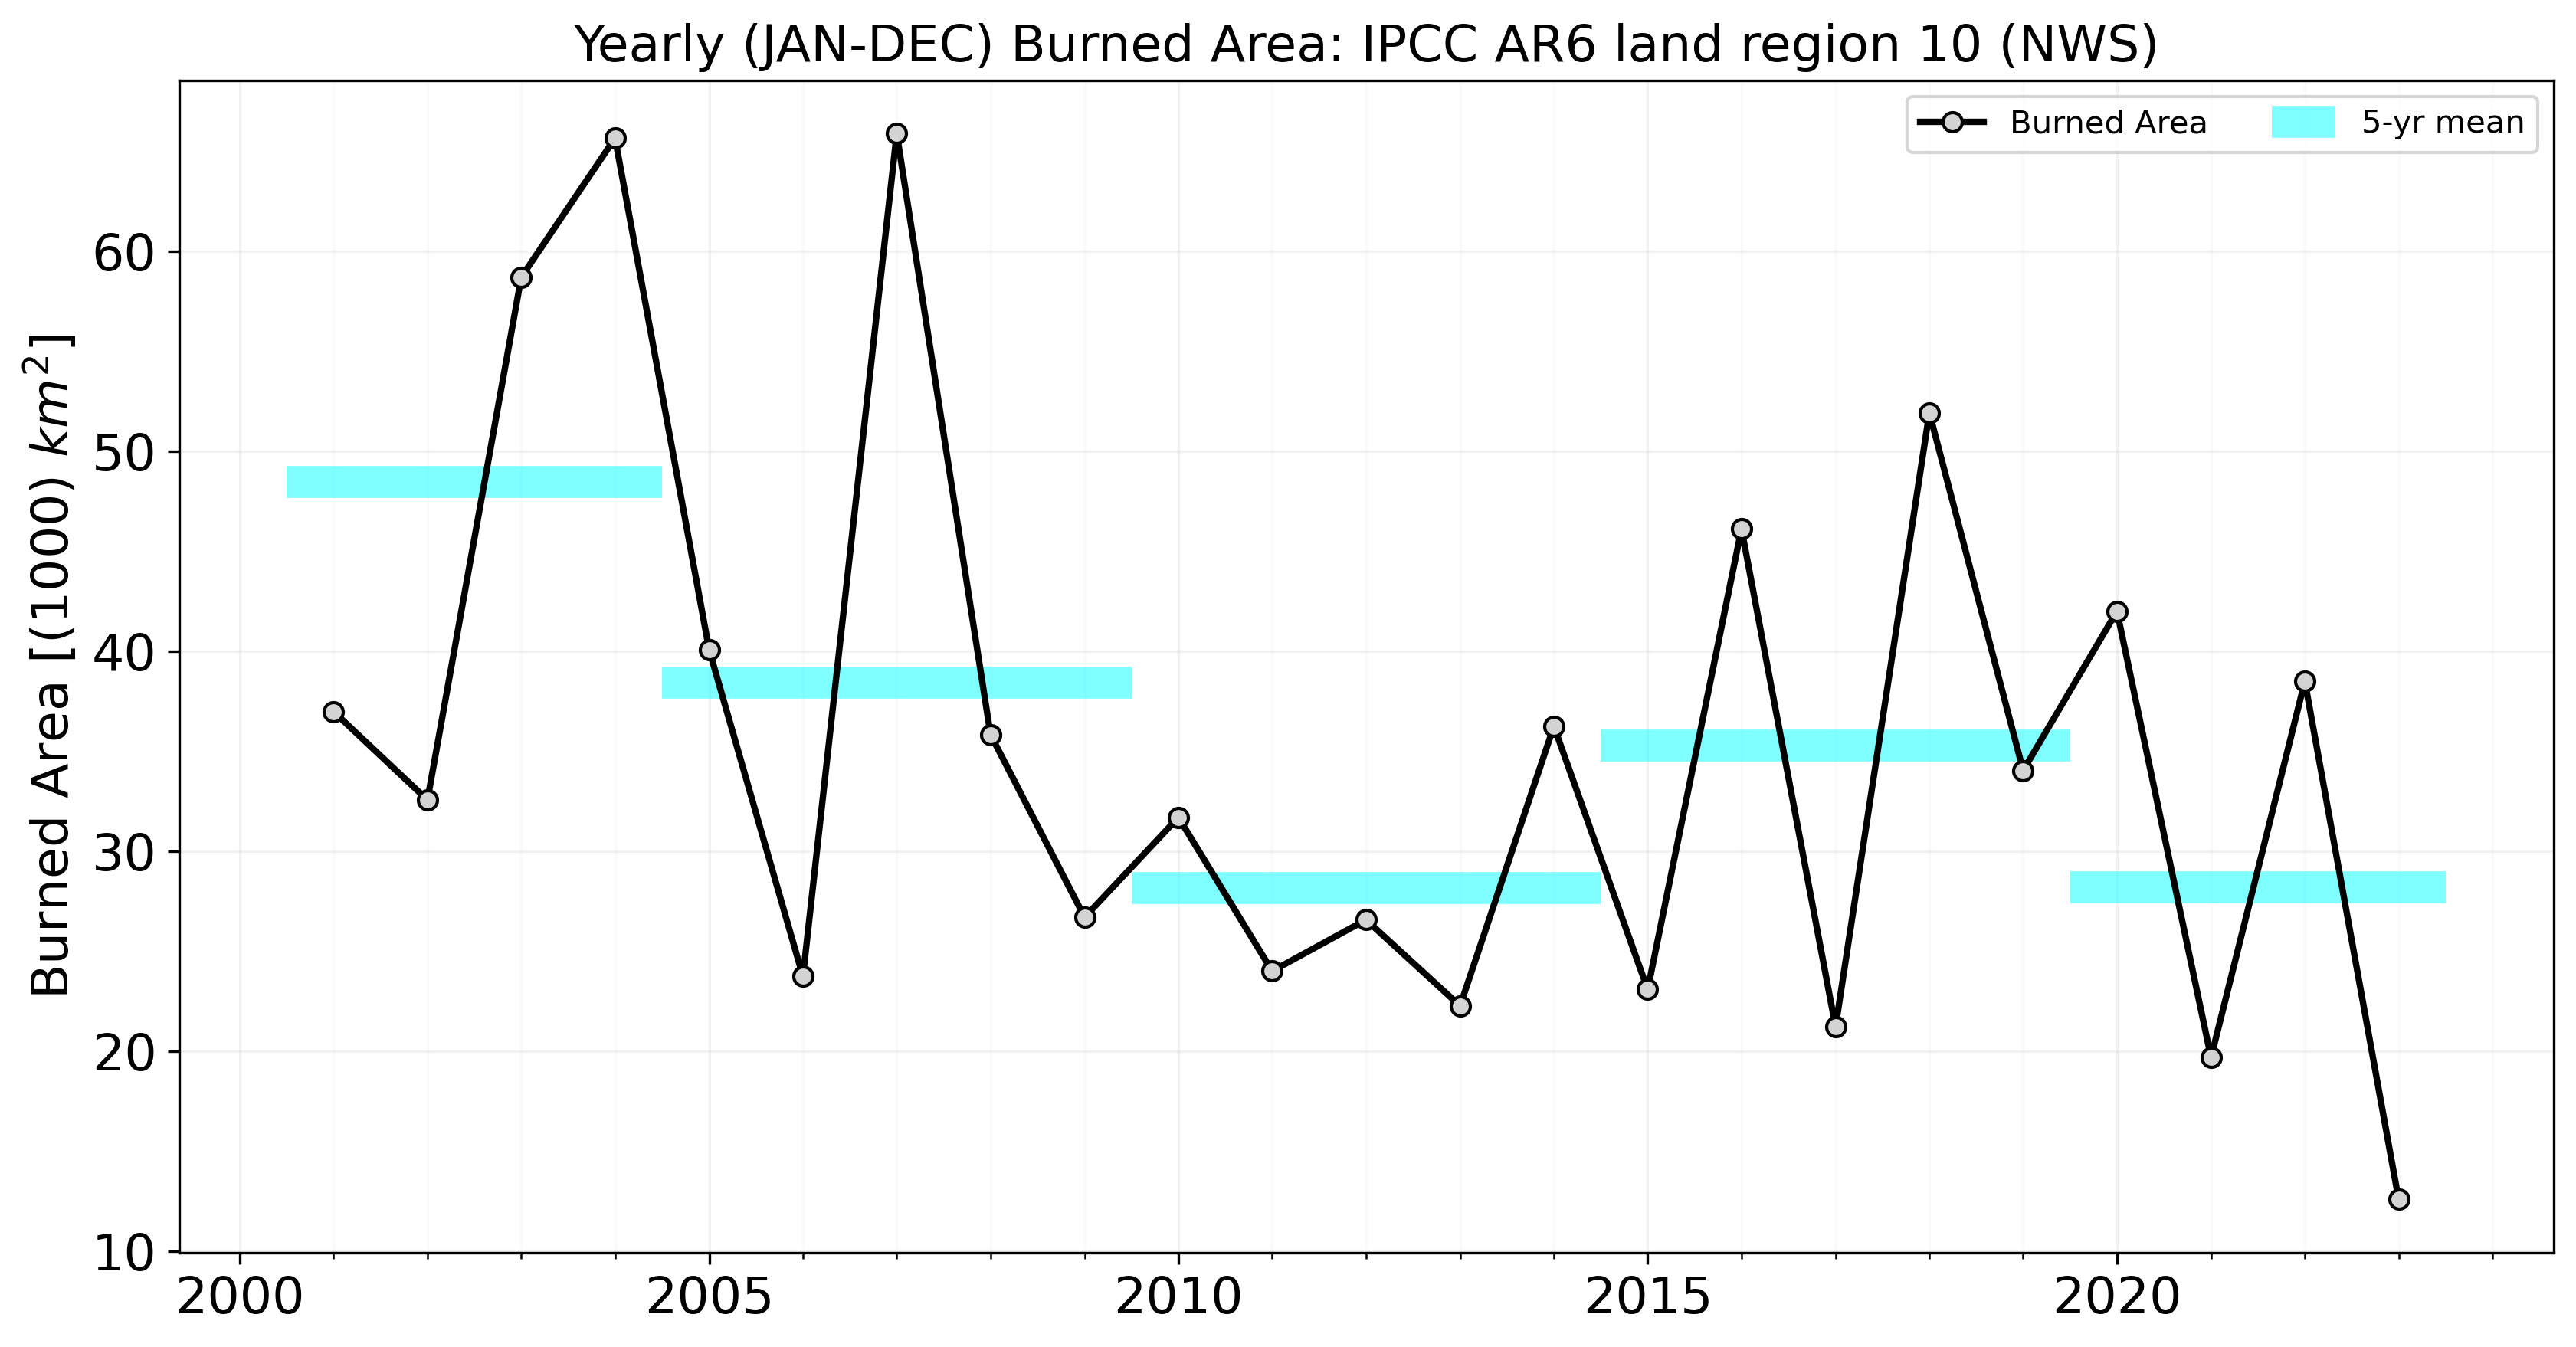 Yearly (JAN-DEC) Burned Area: IPCC AR6 land region 10 (NWS)
Burned Area
5-yr mean
Burned Area [(1000) km²]
60
50
40
30
20
10
2000
2005
2010
2015
2020